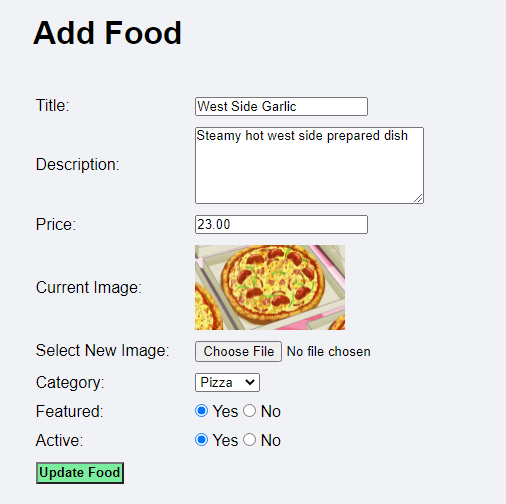 Add Food
Title: West Side Garlic
Description: Steamy hot west side prepared dish
Price: 23.00
Current Image:
Select New Image: Choose File No file chosen
Category: Pizza
Featured: Yes No
Active: Yes No
Update Food